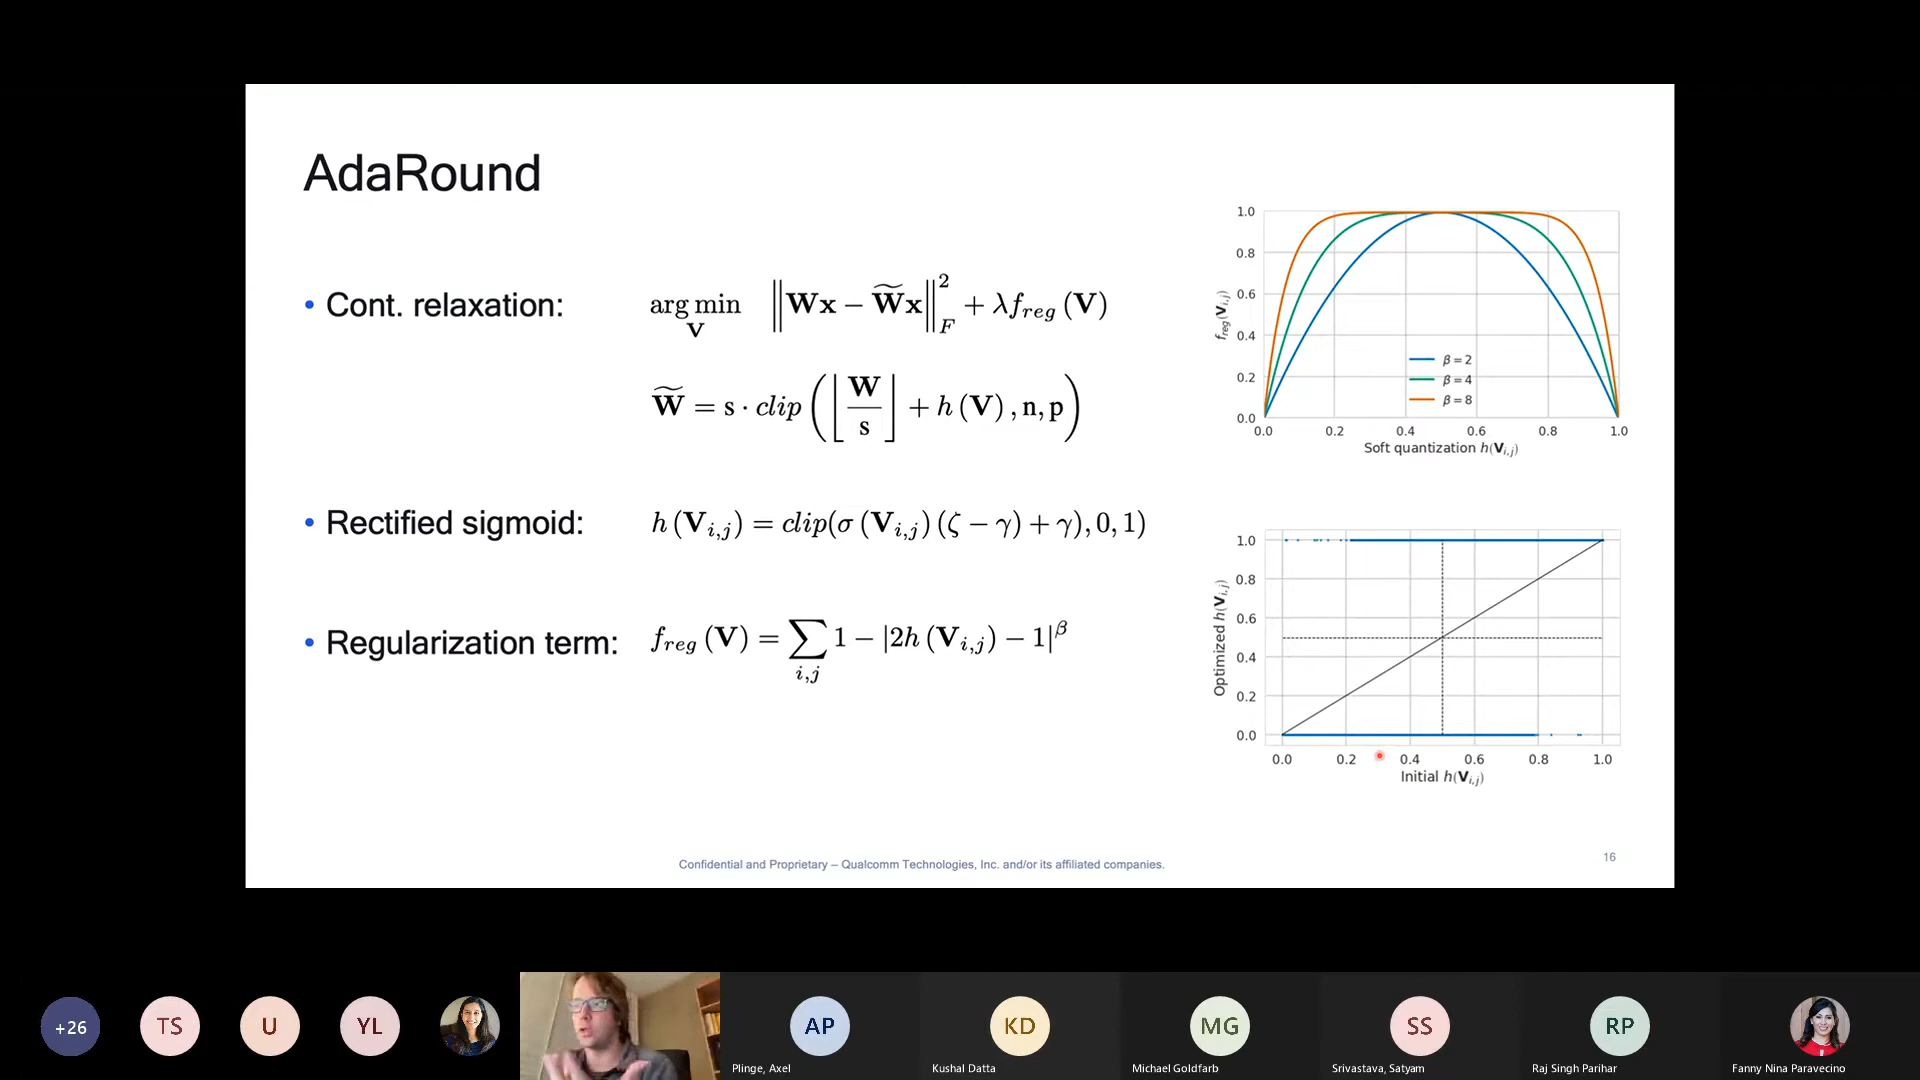 AdaRound
• Cont. relaxation: arg min_V ‖Wx − W̃x‖²_F + λf_reg (V)
W̃ = s · clip (⌊W/s⌋ + h (V) , n, p)
• Rectified sigmoid: h (V_i,j) = clip(σ (V_i,j) (ζ − γ) + γ), 0, 1)
• Regularization term: f_reg (V) = ∑_i,j 1 − |2h (V_i,j) − 1|^β
1.0
0.8
0.6
0.4
0.2
0.0
f_reg(V_i,j)
β = 2
β = 4
β = 8
0.0 0.2 0.4 0.6 0.8 1.0
Soft quantization h(V_i,j)
1.0
0.8
0.6
0.4
0.2
0.0
Optimized h(V_i,j)
0.0 0.2 0.4 0.6 0.8 1.0
Initial h(V_i,j)
Confidential and Proprietary – Qualcomm Technologies, Inc. and/or its affiliated companies.
16
+26 TS U YL AP KD MG SS RP
Plinge, Axel
Kushal Datta
Michael Goldfarb
Srivastava, Satyam
Raj Singh Parihar
Fanny Nina Paravecino